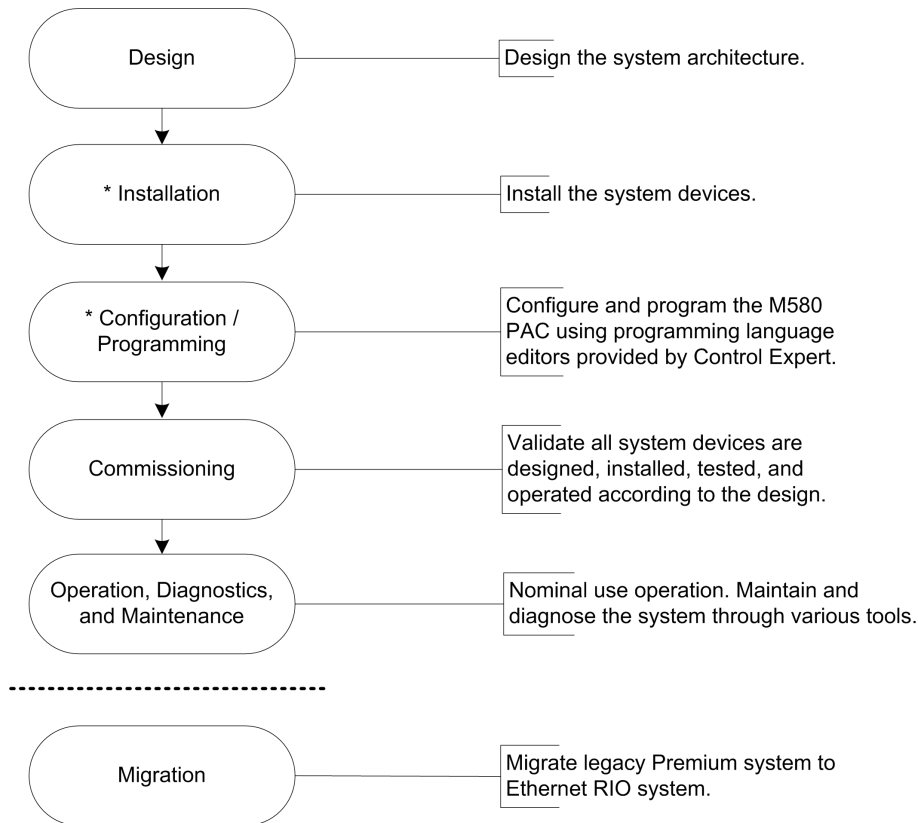 Design
Design the system architecture.
* Installation
Install the system devices.
* Configuration /
Programming
Configure and program the M580
PAC using programming language
editors provided by Control Expert.
Commissioning
Validate all system devices are
designed, installed, tested, and
operated according to the design.
Operation, Diagnostics,
and Maintenance
Nominal use operation. Maintain and
diagnose the system through various tools.
Migration
Migrate legacy Premium system to
Ethernet RIO system.